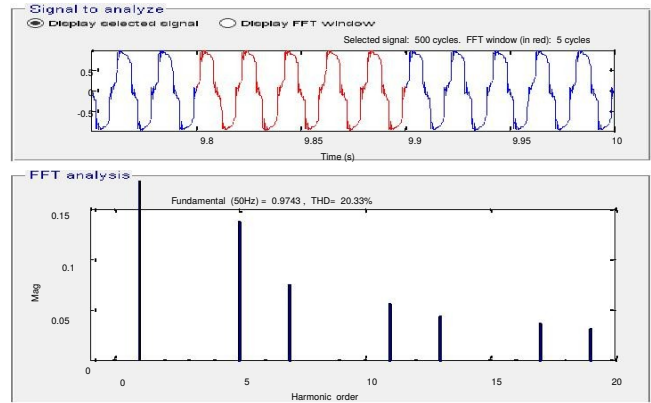 Signal to analyze
Display selected signal Display FFT window
Selected signal: 500 cycles. FFT window (in red): 5 cycles
0.5
0
-0.5
9.8 9.85 9.9 9.95 10
Time (s)
FFT analysis
Fundamental (50Hz) = 0.9743 , THD= 20.33%
0.15
0.1
0.05
0
Mag
0 5 10 15 20
Harmonic order